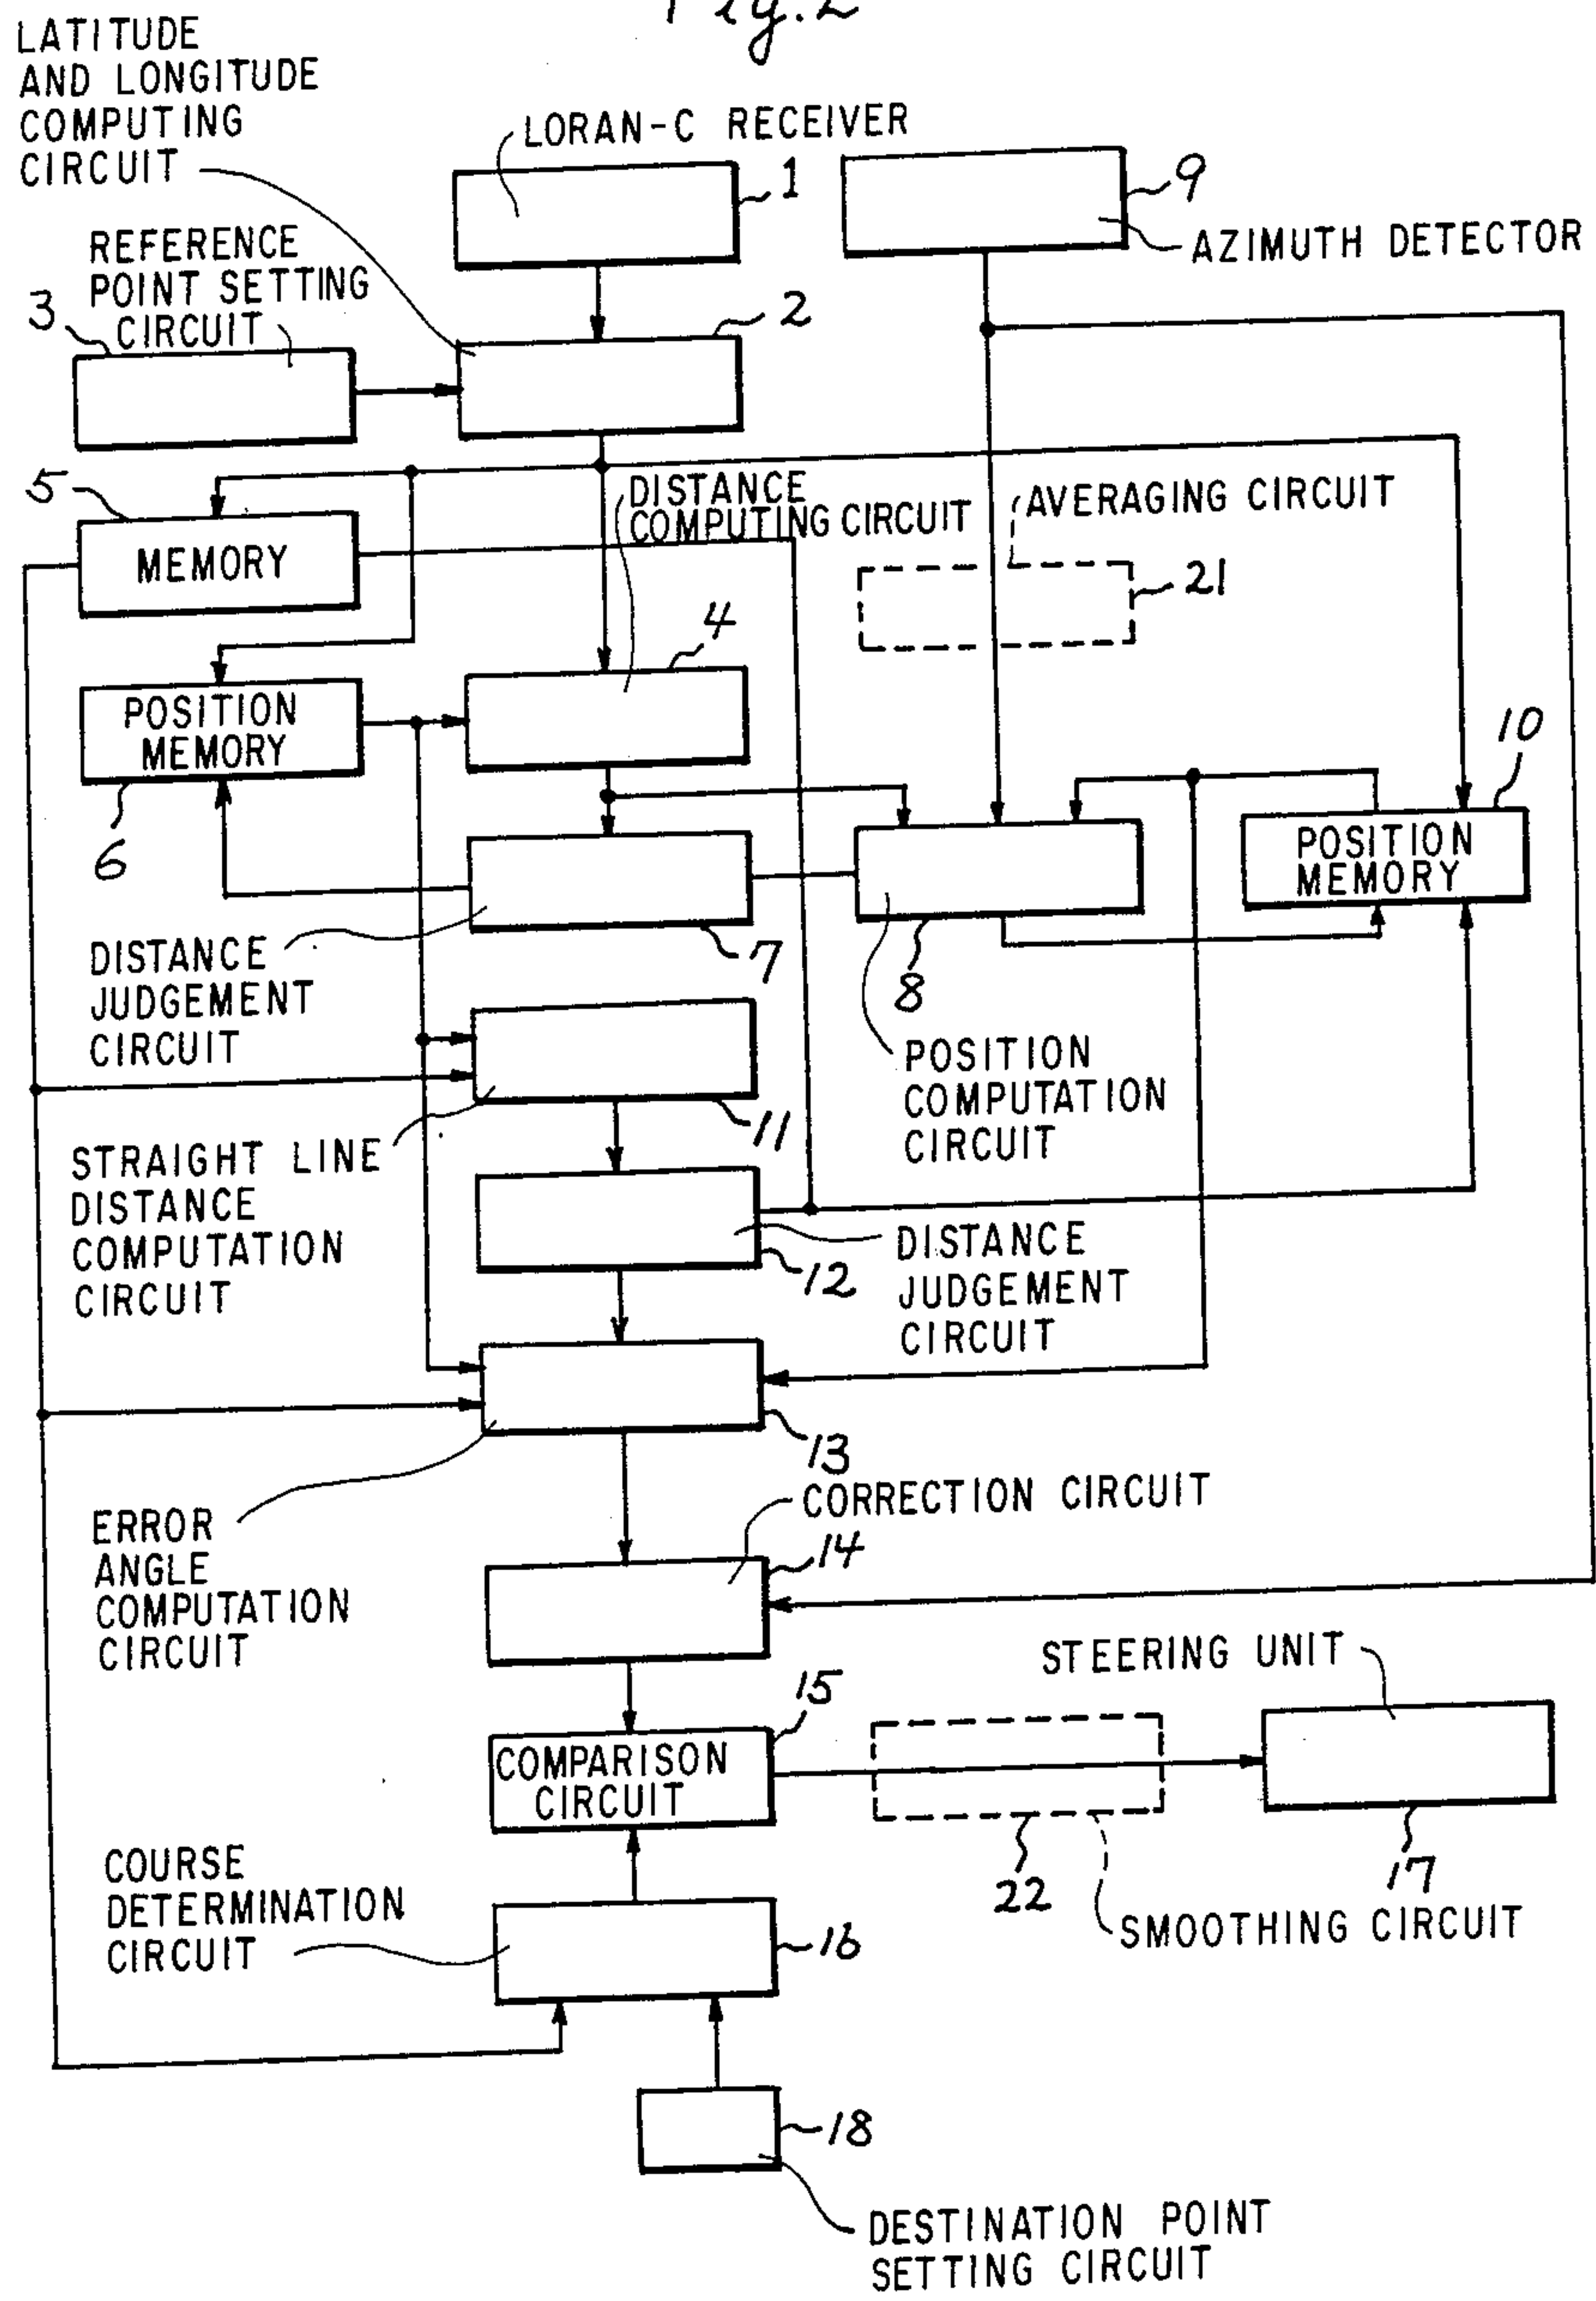 Fig. 2
LATITUDE
AND LONGITUDE
COMPUTING
CIRCUIT
LORAN-C RECEIVER
1
9
AZIMUTH DETECTOR
REFERENCE
POINT SETTING
CIRCUIT
3
2
5
MEMORY
DISTANCE
COMPUTING CIRCUIT
AVERAGING CIRCUIT
21
4
POSITION
MEMORY
6
10
POSITION
MEMORY
DISTANCE
JUDGEMENT
CIRCUIT
7
8
POSITION
COMPUTATION
CIRCUIT
11
STRAIGHT LINE
DISTANCE
COMPUTATION
CIRCUIT
12
DISTANCE
JUDGEMENT
CIRCUIT
13
ERROR
ANGLE
COMPUTATION
CIRCUIT
CORRECTION CIRCUIT
14
STEERING UNIT
15
COMPARISON
CIRCUIT
22
SMOOTHING CIRCUIT
17
COURSE
DETERMINATION
CIRCUIT
16
18
DESTINATION POINT
SETTING CIRCUIT